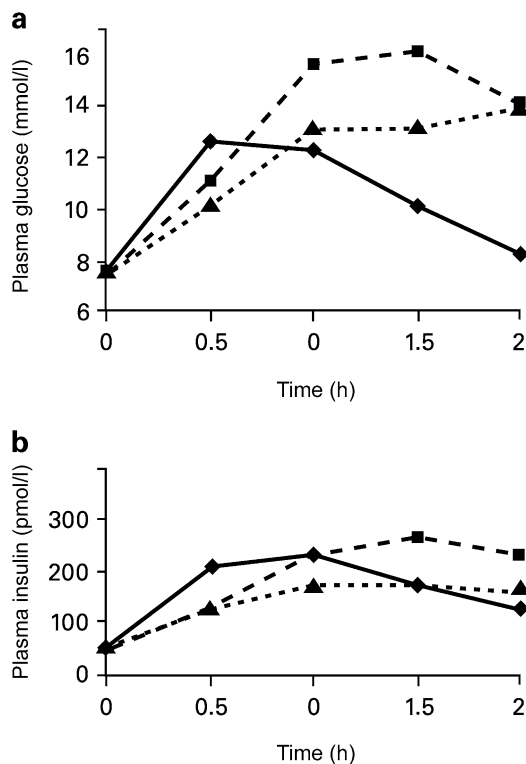 a
Plasma glucose (mmol/l)
16
14
12
10
8
6
0 0.5 0 1.5 2
Time (h)
b
Plasma insulin (pmol/l)
300
200
100
0
0 0.5 0 1.5 2
Time (h)